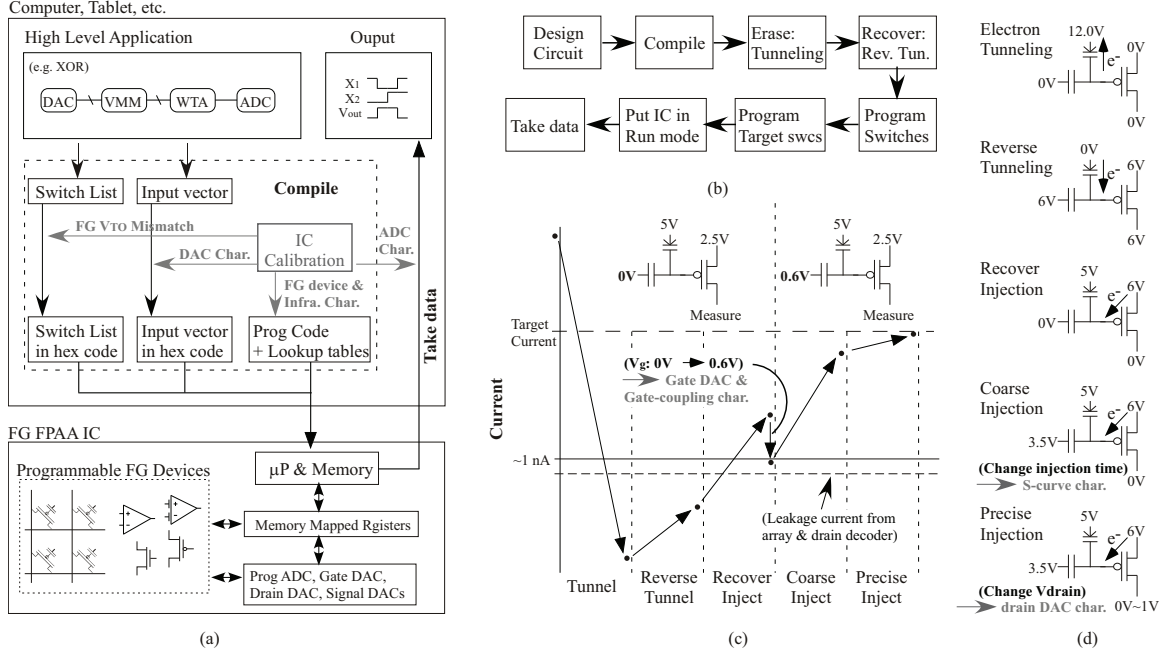 Computer, Tablet, etc.
High Level Application
Ouput
(e.g. XOR)
DAC
VMM
WTA
ADC
X1
X2
Vout
Compile
Switch List
Input vector
FG VTO Mismatch
IC
Calibration
DAC Char.
ADC
Char.
FG device &
Infra. Char.
Switch List
in hex code
Input vector
in hex code
Prog Code
+ Lookup tables
Take data
FG FPAA IC
Programmable FG Devices
μP & Memory
Memory Mapped Rgisters
Prog ADC, Gate DAC,
Drain DAC, Signal DACs
(a)
Design
Circuit
Compile
Erase:
Tunneling
Recover:
Rev. Tun.
Take data
Put IC in
Run mode
Program
Target swcs
Program
Switches
(b)
5V
2.5V
0V
Measure
5V
2.5V
0.6V
Measure
Target
Current
(Vg: 0V 0.6V)
Gate DAC &
Gate-coupling char.
Current
~1 nA
(Leakage current from
array & drain decoder)
Tunnel
Reverse
Tunnel
Recover
Inject
Coarse
Inject
Precise
Inject
(c)
Electron
Tunneling
12.0V
0V
e-
0V
0V
Reverse
Tunneling
0V
6V
e-
6V
6V
Recover
Injection
5V
6V
e-
0V
0V
Coarse
Injection
5V
6V
e-
3.5V
(Change injection time)
0V
S-curve char.
Precise
Injection
5V
6V
e-
3.5V
(Change Vdrain)
0V~1V
drain DAC char.
(d)